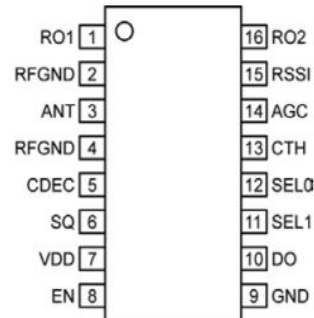 RO1 1 16 RO2
RFGND 2 15 RSSI
ANT 3 14 AGC
RFGND 4 13 CTH
CDEC 5 12 SEL0
SQ 6 11 SEL1
VDD 7 10 DO
EN 8 9 GND